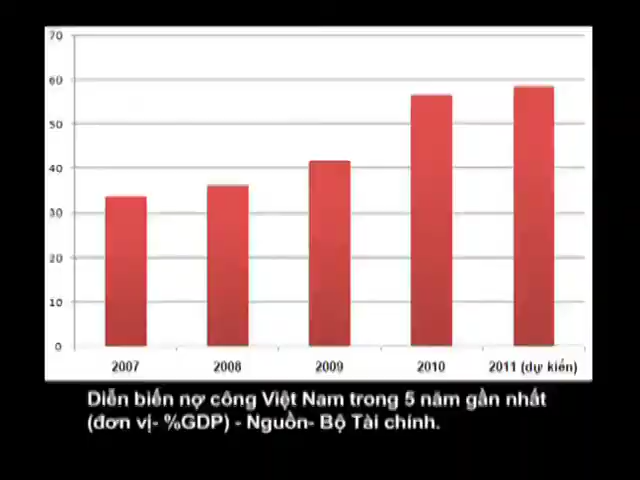 70
60
50
40
30
20
10
0
2007 2008 2009 2010 2011 (dự kiến)
Diễn biến nợ công Việt Nam trong 5 năm gần nhất
(đơn vị- %GDP) - Nguồn- Bộ Tài chính.